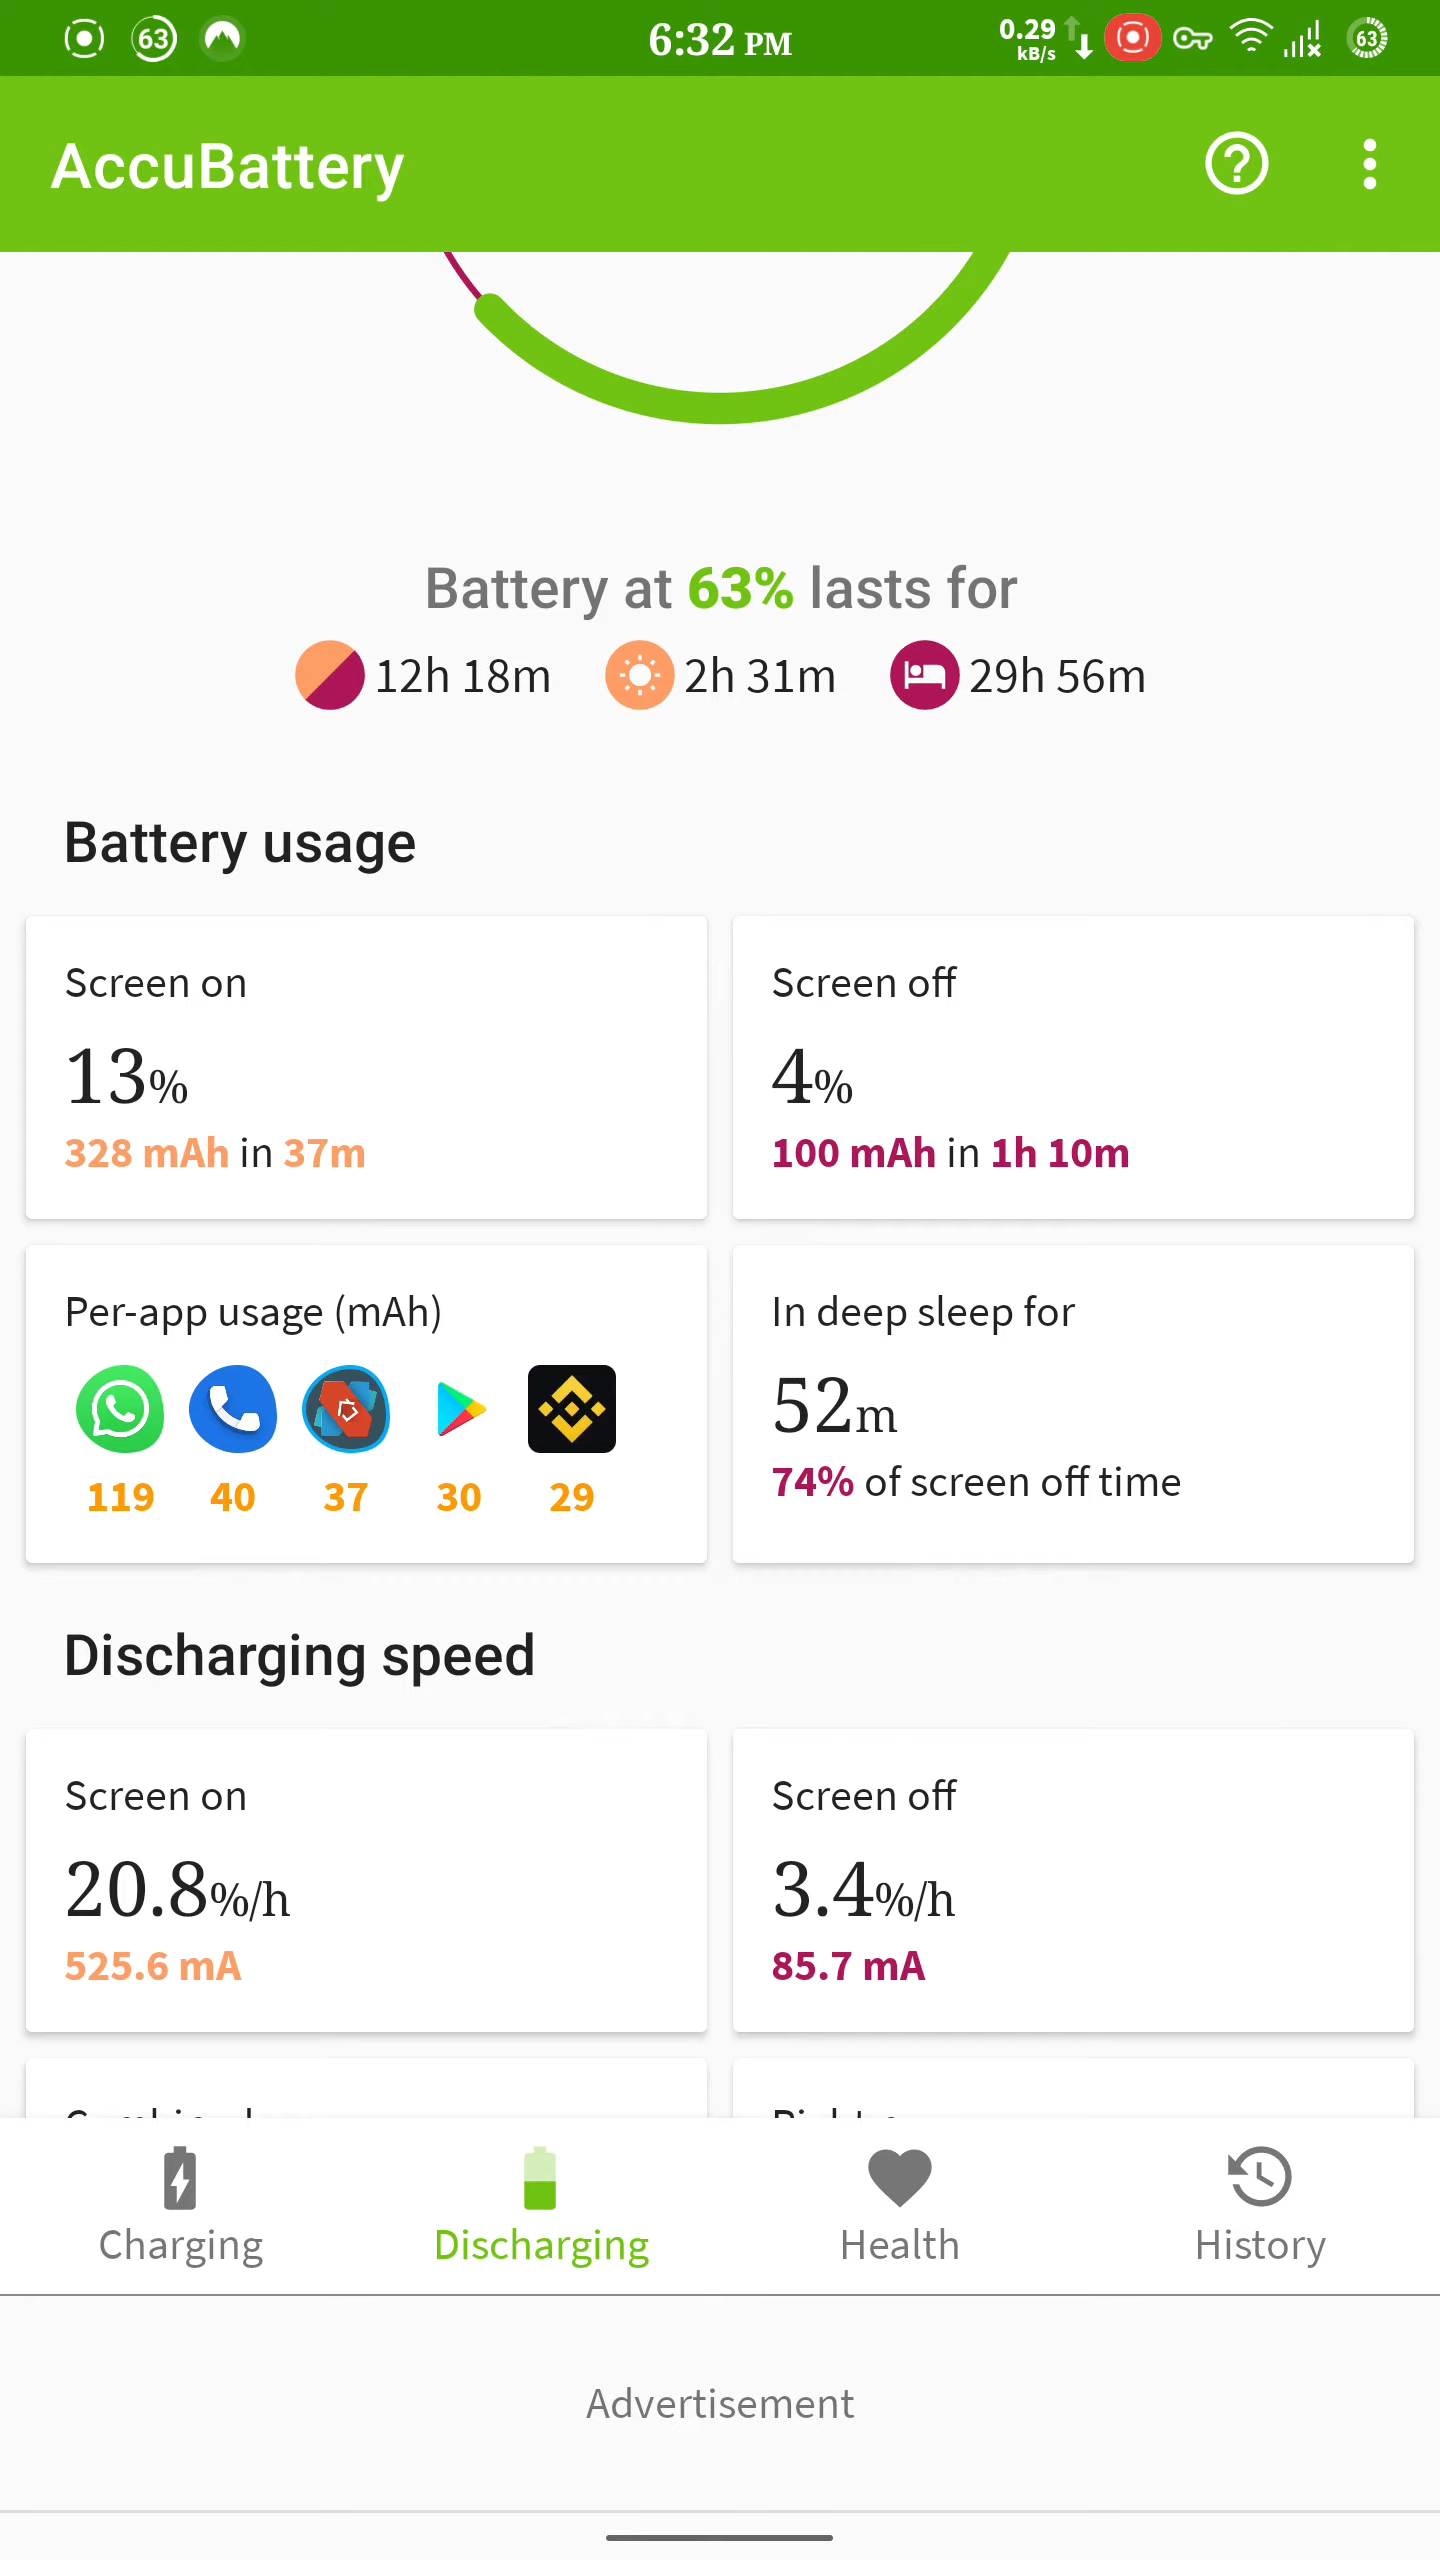 63
6:32 PM
0.29
kB/s
63
AccuBattery
Battery at 63% lasts for
12h 18m 2h 31m 29h 56m
Battery usage
Screen on
13%
328 mAh in 37m
Screen off
4%
100 mAh in 1h 10m
Per-app usage (mAh)
119 40 37 30 29
In deep sleep for
52m
74% of screen off time
Discharging speed
Screen on
20.8%/h
525.6 mA
Screen off
3.4%/h
85.7 mA
Charging Discharging Health History
Advertisement